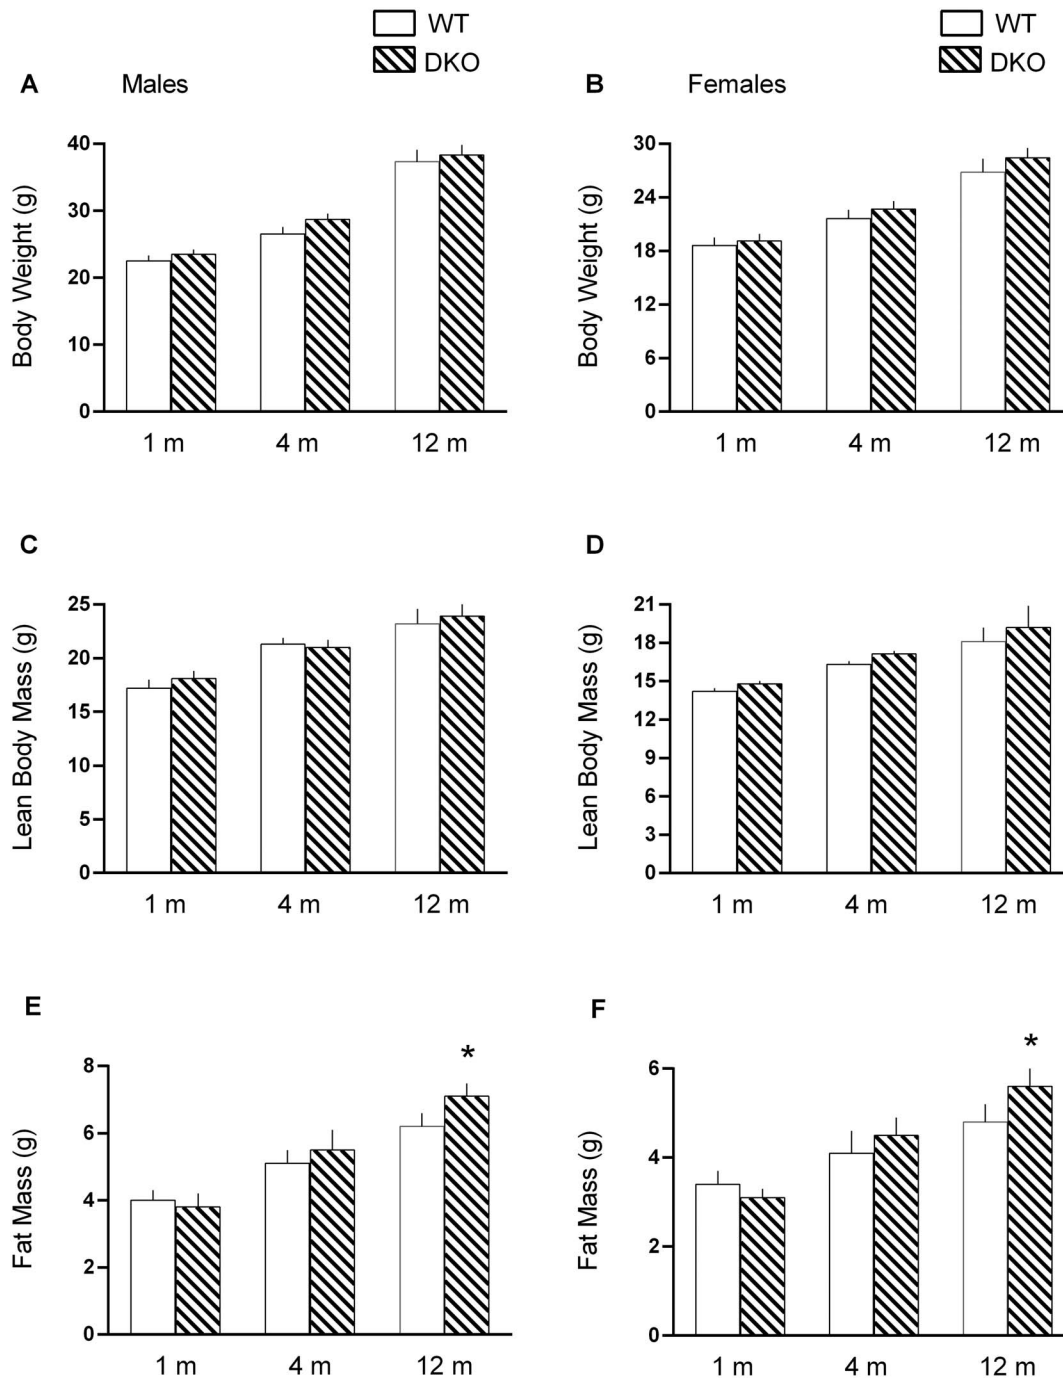 WT
DKO
WT
DKO
A Males
B Females
Body Weight (g)
40
30
20
10
0
1 m 4 m 12 m
Body Weight (g)
30
24
18
12
6
0
1 m 4 m 12 m
C
Lean Body Mass (g)
25
20
15
10
5
0
1 m 4 m 12 m
D
Lean Body Mass (g)
21
18
15
12
9
6
3
0
1 m 4 m 12 m
E
Fat Mass (g)
8
6
4
2
0
*
1 m 4 m 12 m
F
Fat Mass (g)
6
4
2
0
*
1 m 4 m 12 m